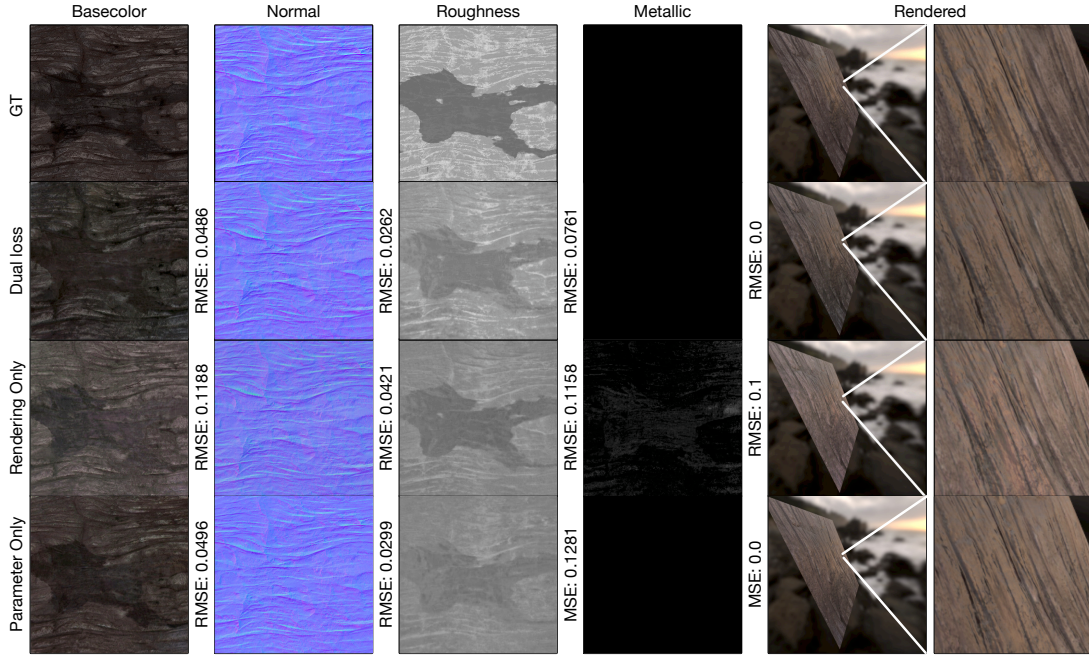 Basecolor Normal Roughness Metallic Rendered
GT
Dual loss RMSE: 0.0486 RMSE: 0.0262 RMSE: 0.0761 RMSE: 0.0
Rendering Only RMSE: 0.1188 RMSE: 0.0421 RMSE: 0.1158 RMSE: 0.1
Parameter Only RMSE: 0.0496 RMSE: 0.0299 MSE: 0.1281 MSE: 0.0